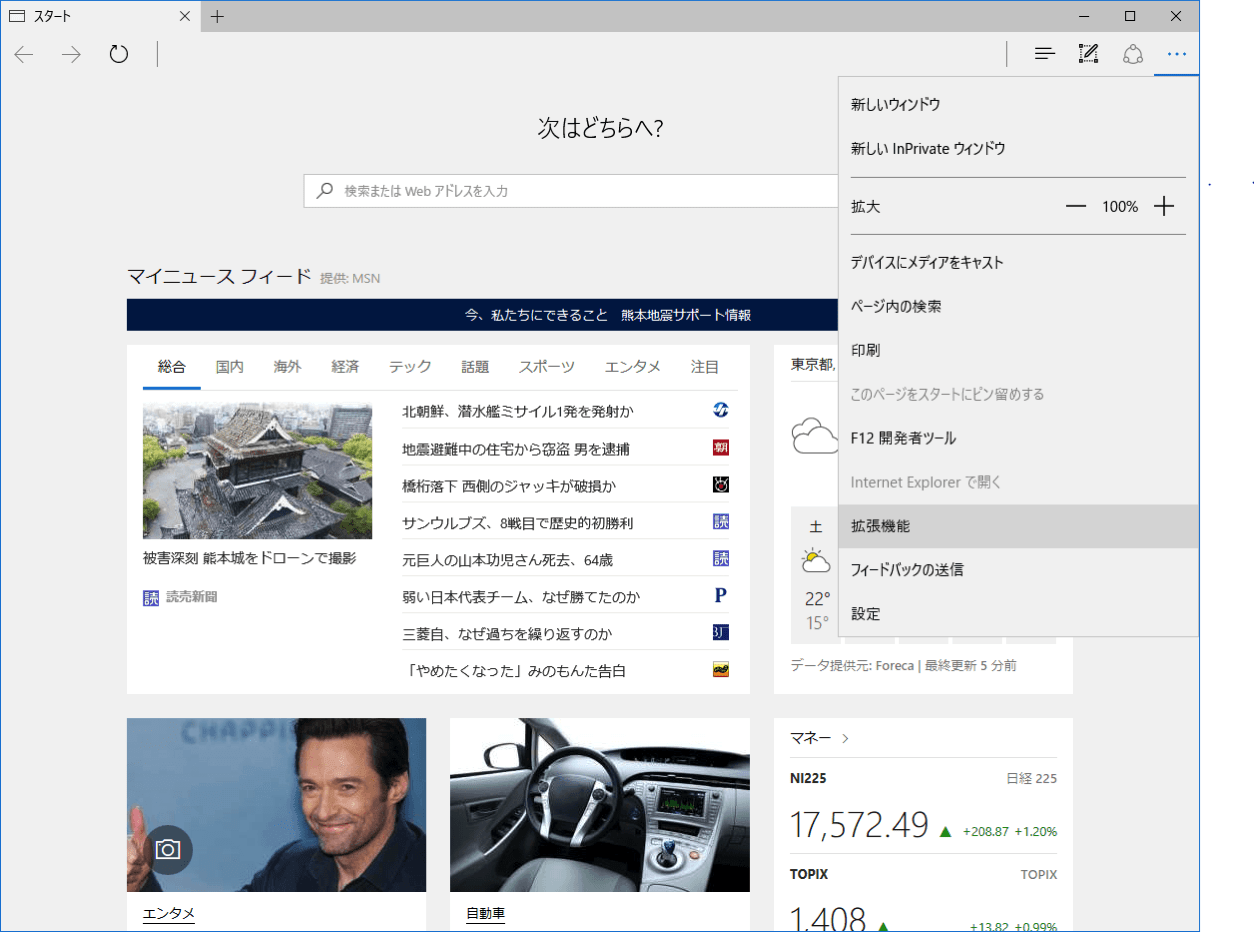 スタート
次はどちらへ?
検索または Web アドレスを入力
マイニュース フィード 提供: MSN
今、私たちにできること 熊本地震サポート情報
総合 国内 海外 経済 テック 話題 スポーツ エンタメ 注目
被害深刻 熊本城をドローンで撮影
読 読売新聞
北朝鮮、潜水艦ミサイル1発を発射か
地震避難中の住宅から窃盗 男を逮捕
朝
橋桁落下 西側のジャッキが破損か
サンウルブズ、8戦目で歴史的初勝利
読
元巨人の山本功児さん死去、64歳
読
弱い日本代表チーム、なぜ勝てたのか
P
三菱自、なぜ過ちを繰り返すのか
「やめたくなった」みのもんた告白
東京都,
土
22°
15°
データ提供元: Foreca | 最終更新 5 分前
新しいウィンドウ
新しい InPrivate ウィンドウ
拡大 100%
デバイスにメディアをキャスト
ページ内の検索
印刷
このページをスタートにピン留めする
F12 開発者ツール
Internet Explorer で開く
拡張機能
フィードバックの送信
設定
CHAPPIE
エンタメ
自動車
マネー
NI225 日経 225
17,572.49 +208.87 +1.20%
TOPIX TOPIX
1,408 +13.82 +0.99%